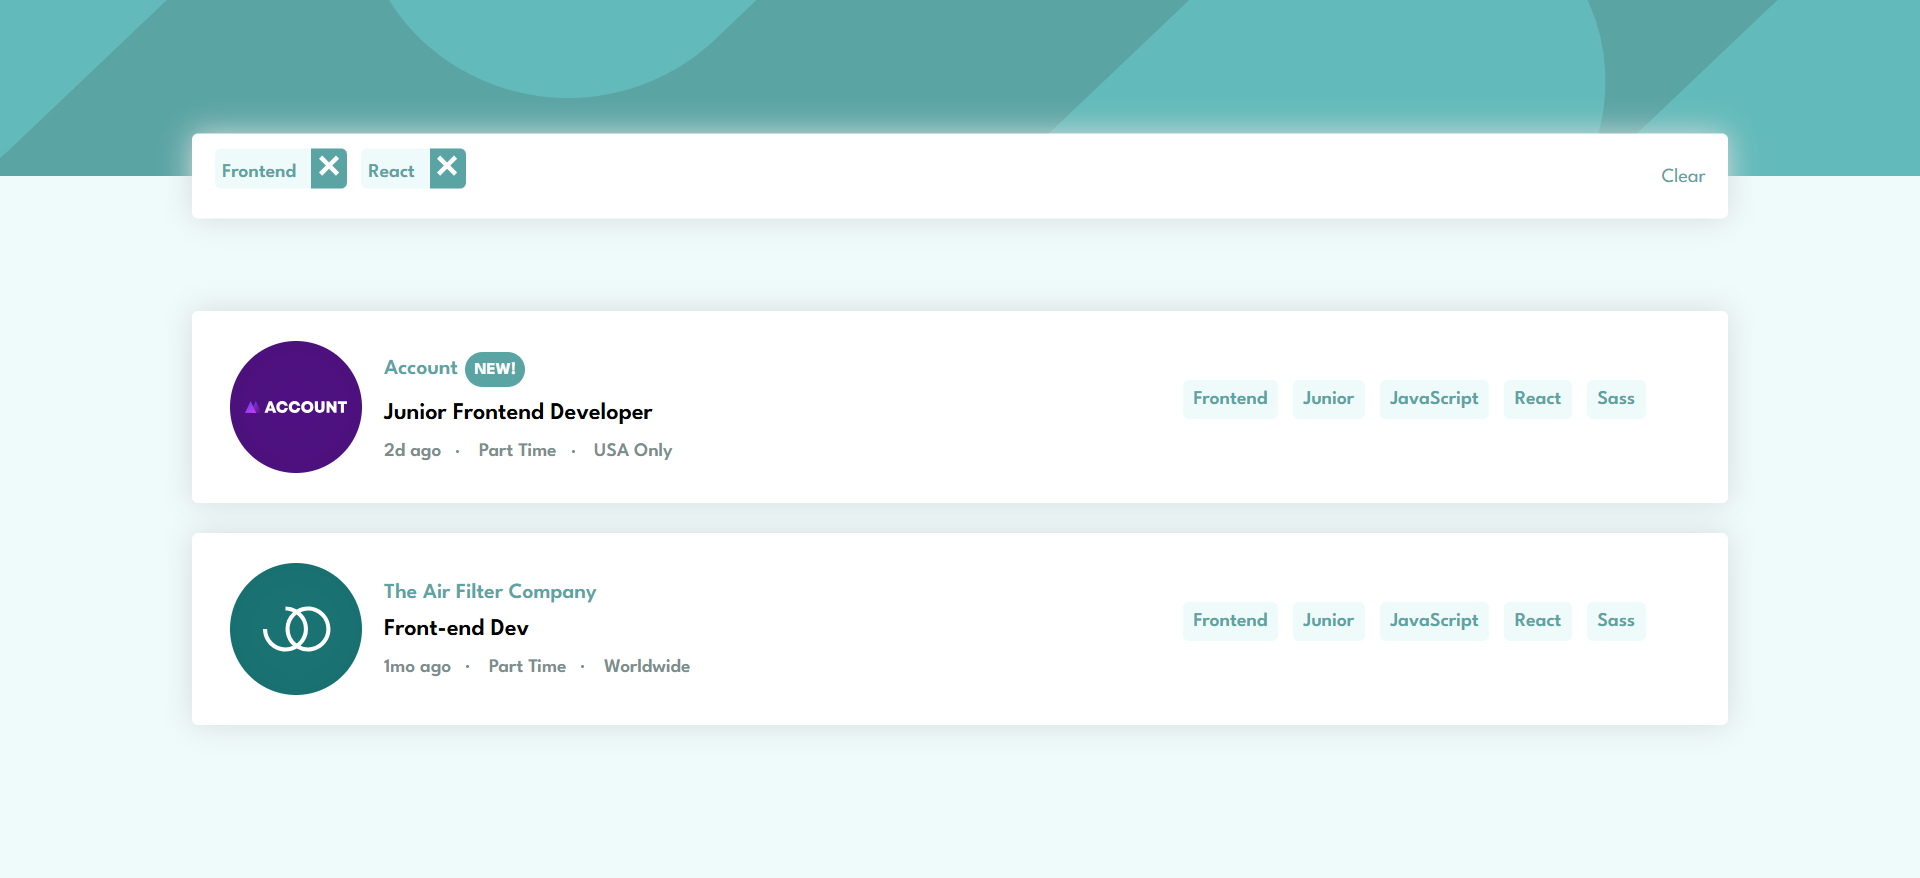 Frontend React Clear
ACCOUNT
Account NEW!
Junior Frontend Developer
2d ago · Part Time · USA Only
Frontend Junior JavaScript React Sass
The Air Filter Company
Front-end Dev
1mo ago · Part Time · Worldwide
Frontend Junior JavaScript React Sass